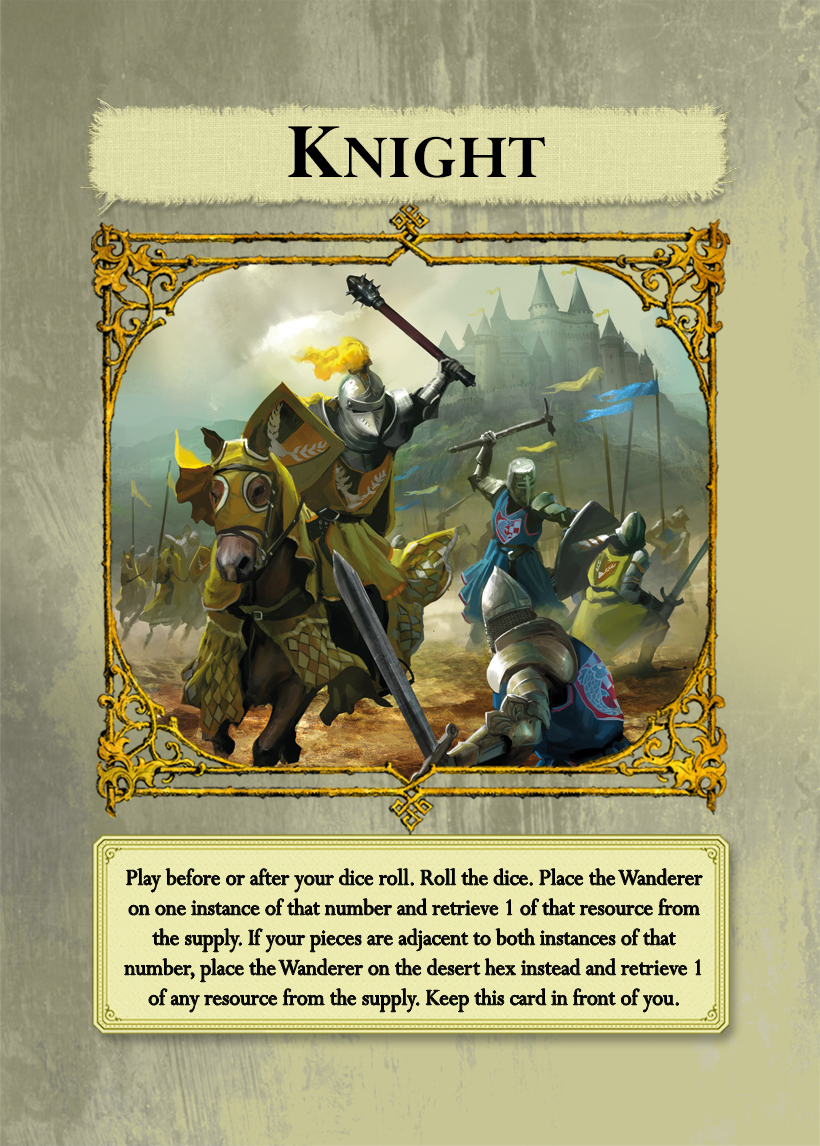 KNIGHT
Play before or after your dice roll. Roll the dice. Place the Wanderer
on one instance of that number and retrieve 1 of that resource from
the supply. If your pieces are adjacent to both instances of that
number, place the Wanderer on the desert hex instead and retrieve 1
of any resource from the supply. Keep this card in front of you.